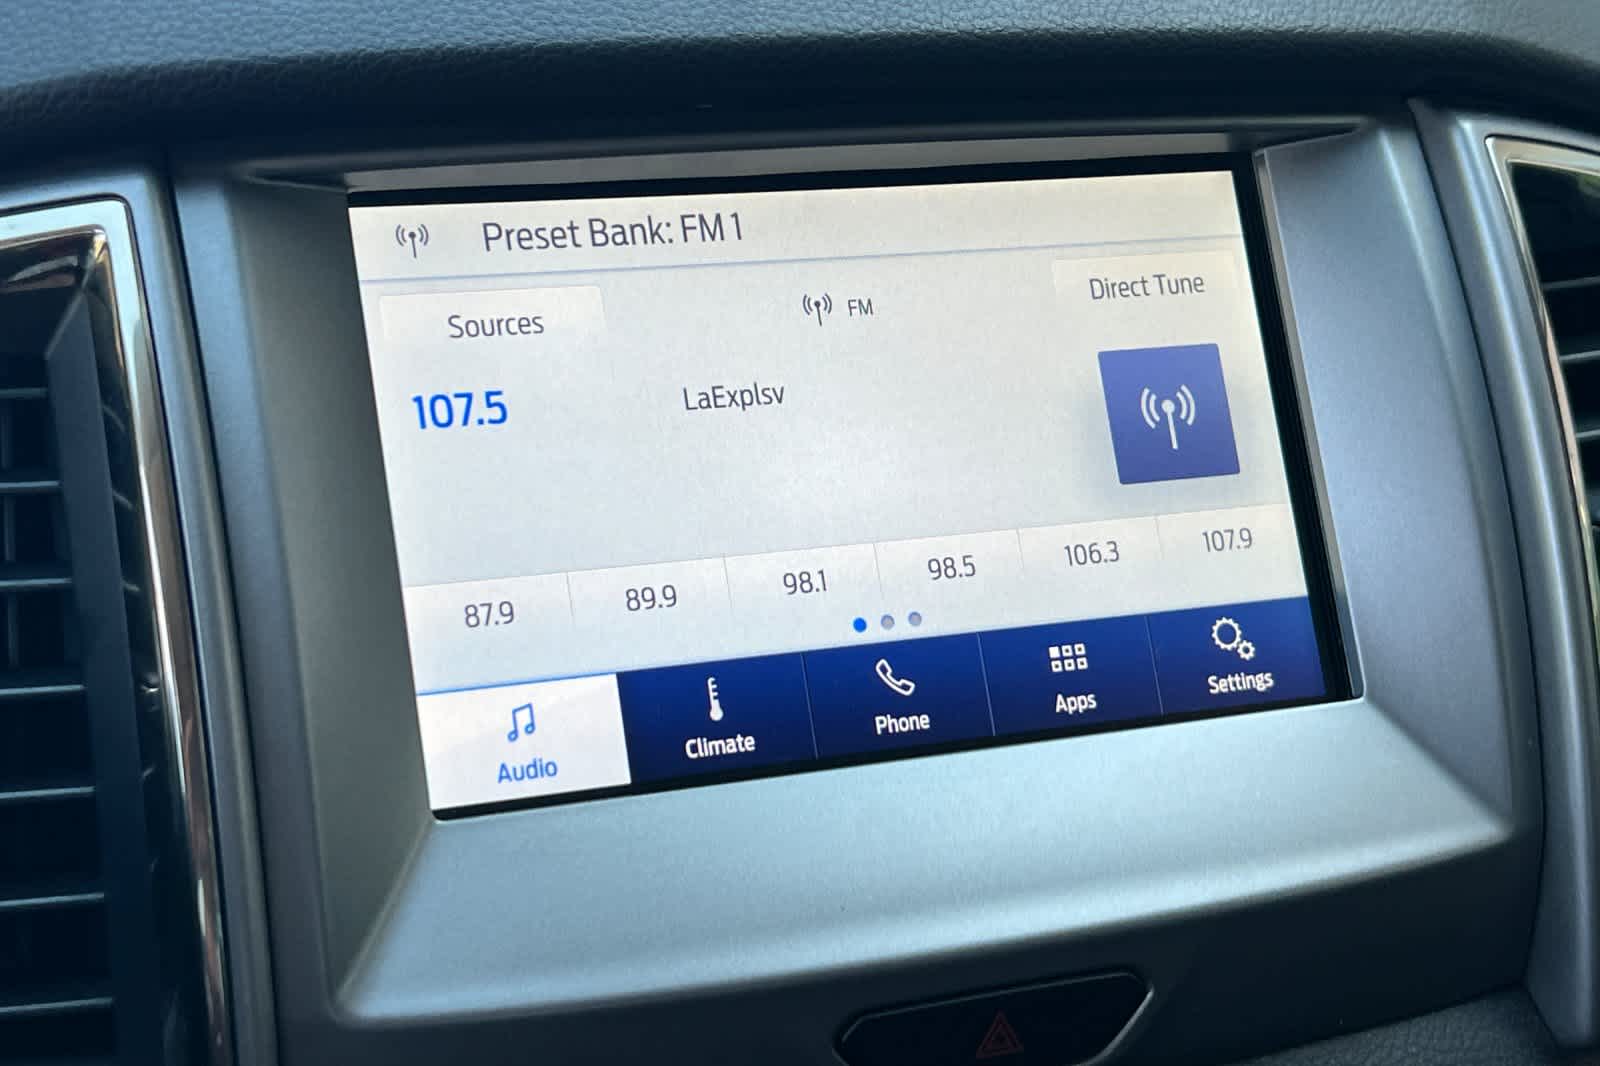 Preset Bank: FM 1
Sources
FM
Direct Tune
107.5
LaExplsv
87.9
89.9
98.1
98.5
106.3
107.9
Audio
Climate
Phone
Apps
Settings